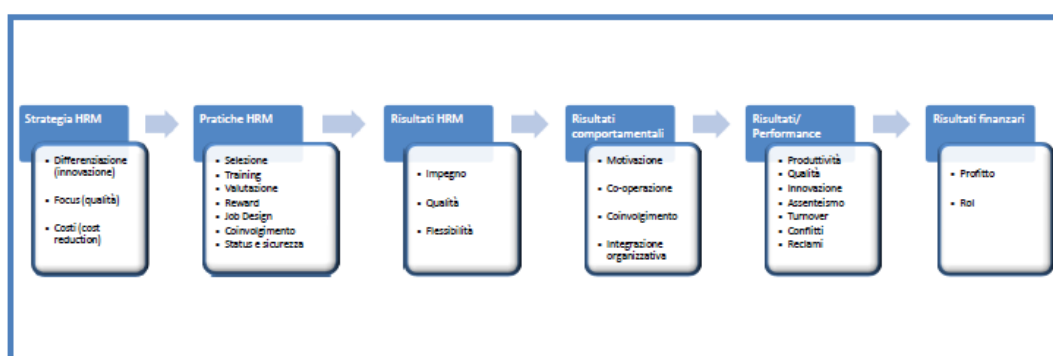 Strategia HRM
• Differenziazione
(innovazione)
• Focus (qualità)
• Costi (cost
reduction)
Pratiche HRM
• Selezione
• Training
• Valutazione
• Reward
• Job Design
• Coinvolgimento
• Status e sicurezza
Risultati HRM
• Impegno
• Qualità
• Flessibilità
Risultati
comportamentali
• Motivazione
• Co-operazione
• Coinvolgimento
• Integrazione
organizzativa
Risultati/
Performance
• Produttività
• Qualità
• Innovazione
• Assenteismo
• Turnover
• Conflitti
• Reclami
Risultati finanzari
• Profitto
• RoI